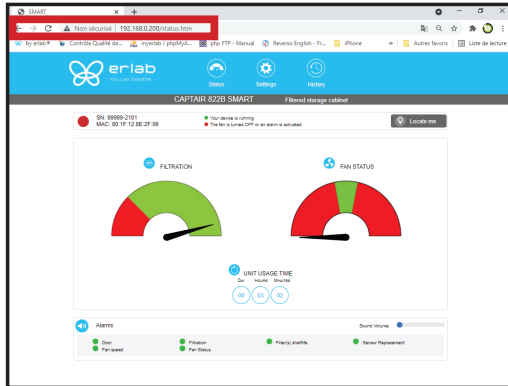 SMART
Non sécurisé | 192.168.0.200/status.htm
by erlab® Contrôle Qualité de... myerlab / phpMyA... php FTP - Manual Reverso English - Fr... iPhone » Autres favoris Liste de lecture
erlab
You can breathe
Status Settings History
CAPTAIR 822B SMART Filtered storage cabinet
SN: 99999-2101
MAC: 80:1F:12:8E:2F:09
Your device is running
The fan is turned OFF or an alarm is activated.
Locate me
FILTRATION
FAN STATUS
UNIT USAGE TIME
Day Hours Minutes
00 03 02
Alarms
Sound Volume:
Door Filtration Filter(s) shelflife Sensor Replacement
Fan speed Fan Status